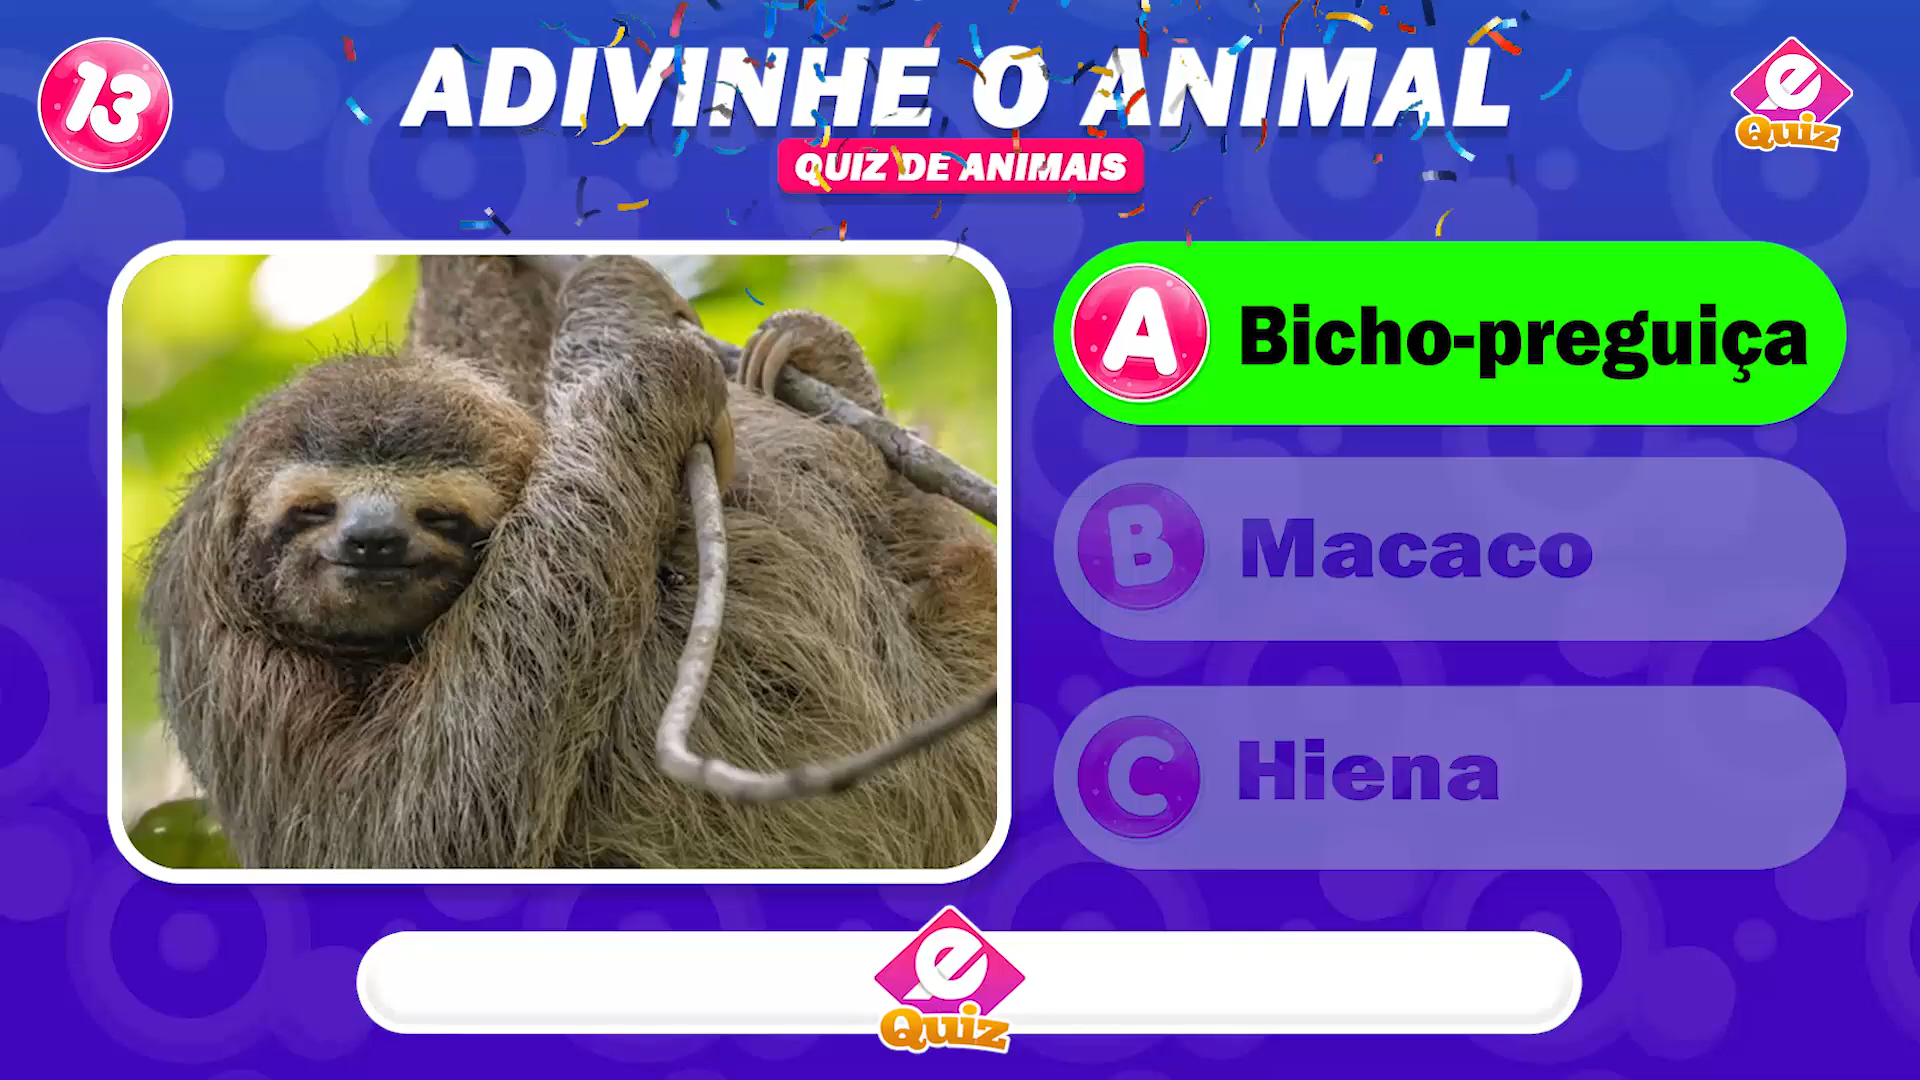 13
ADIVINHE O ANIMAL
QUIZ DE ANIMAIS
e
Quiz
A Bicho-preguiça
B Macaco
C Hiena
e
Quiz